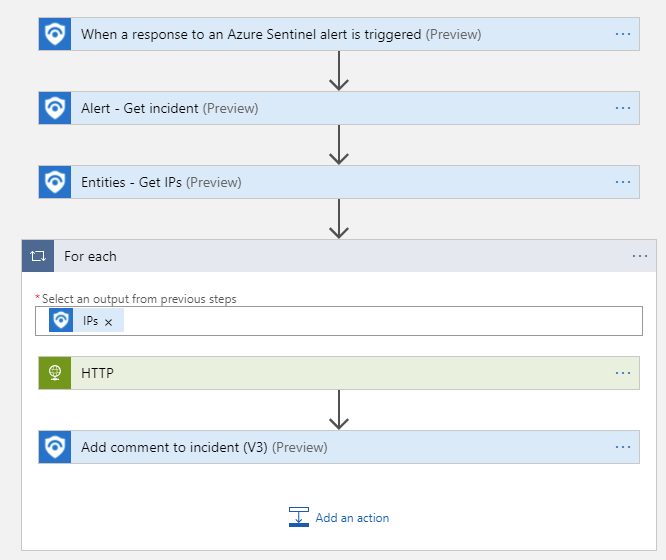 When a response to an Azure Sentinel alert is triggered (Preview)
Alert - Get incident (Preview)
Entities - Get IPs (Preview)
For each
*Select an output from previous steps
IPs ×
HTTP
Add comment to incident (V3) (Preview)
Add an action